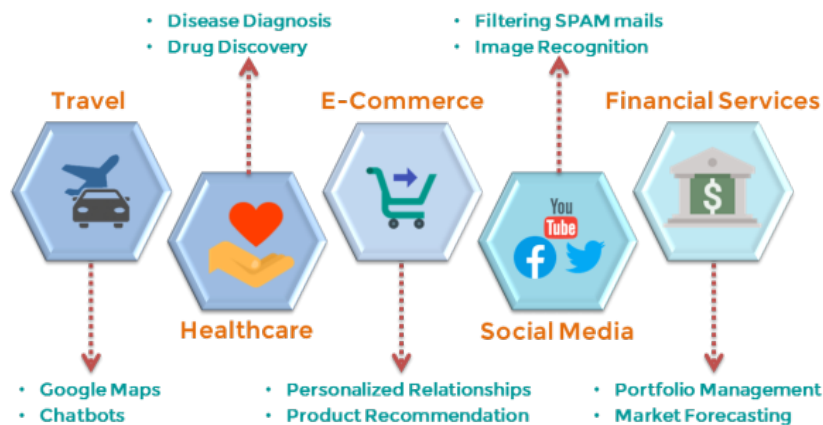 • Disease Diagnosis
• Drug Discovery
• Filtering SPAM mails
• Image Recognition
Travel
E-Commerce
Financial Services
$
You
Tube
f
Healthcare
Social Media
• Google Maps
• Chatbots
• Personalized Relationships
• Product Recommendation
• Portfolio Management
• Market Forecasting